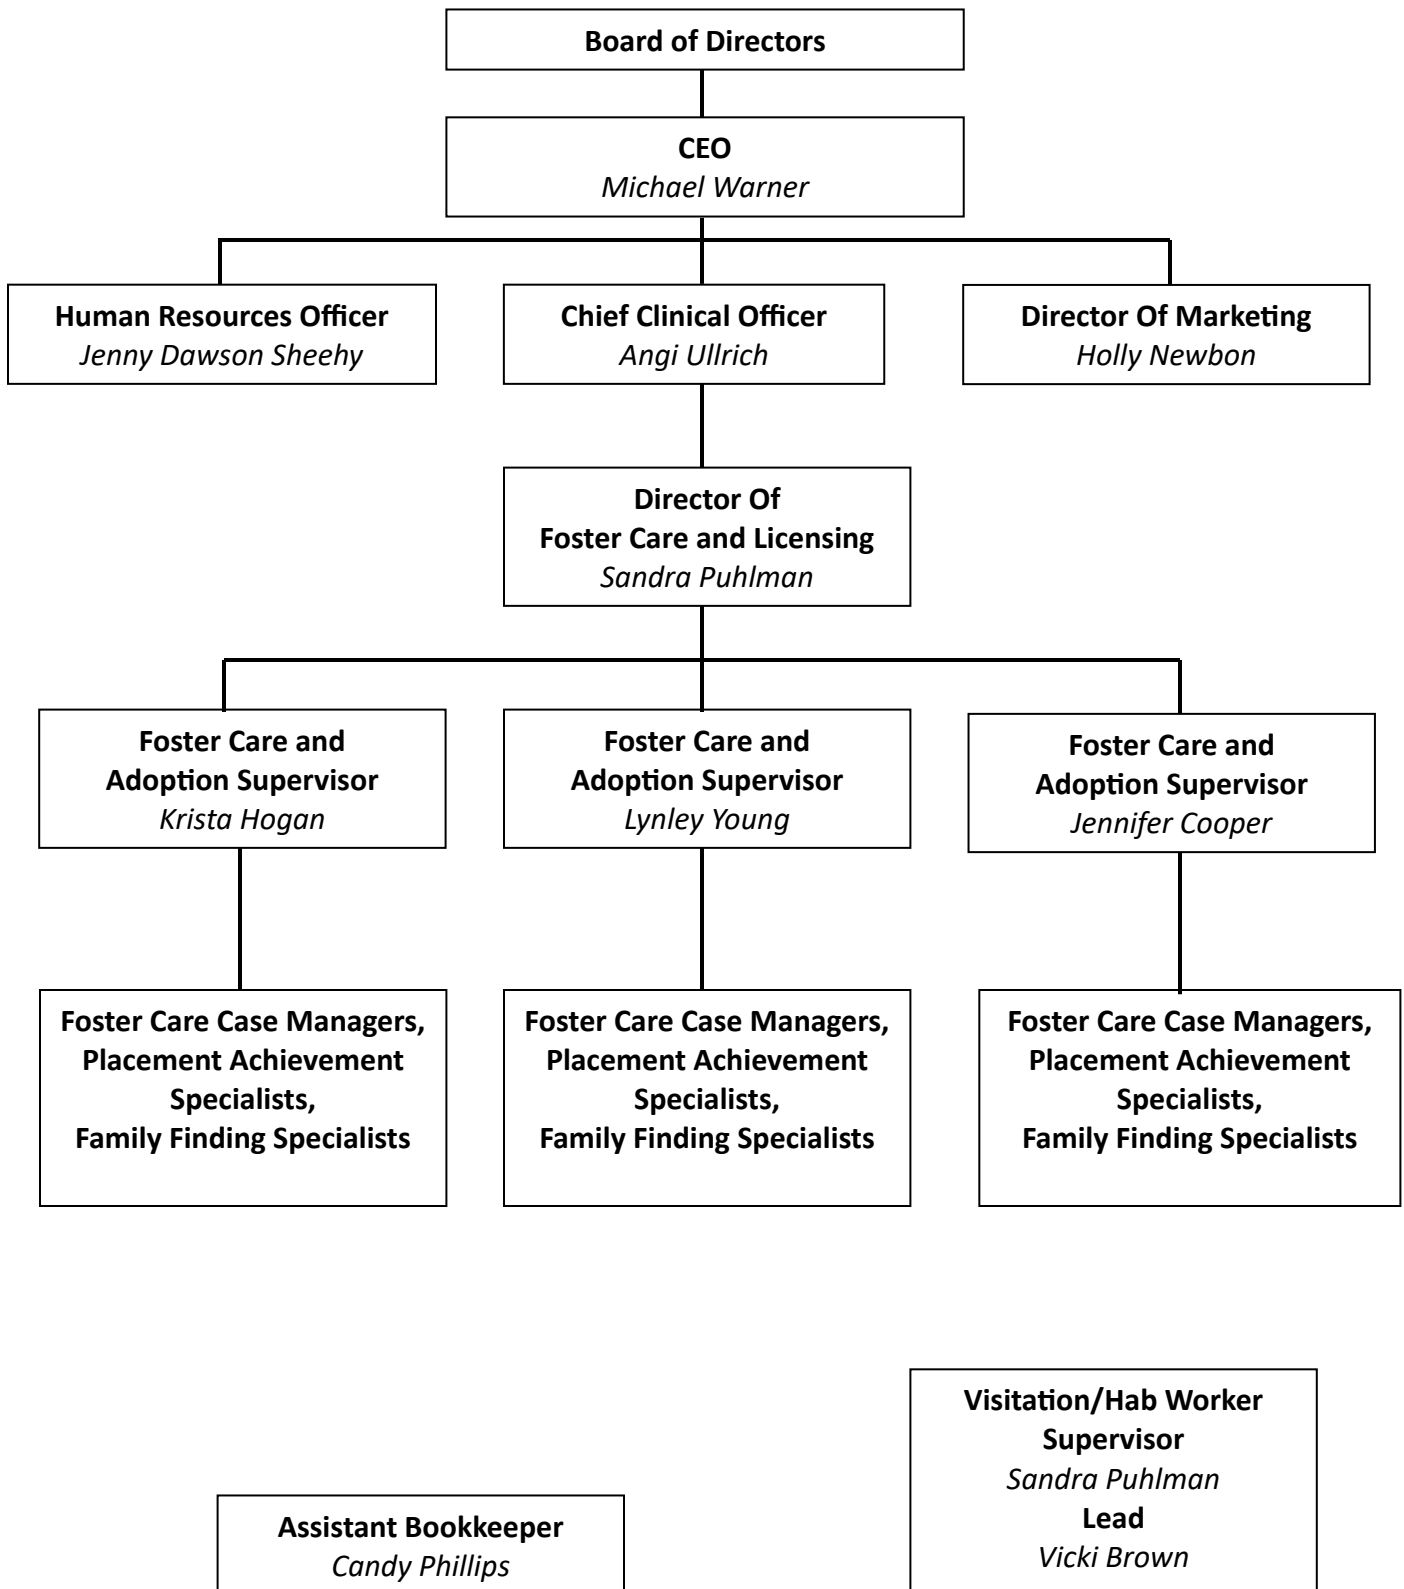 Board of Directors
CEO
Michael Warner
Human Resources Officer
Jenny Dawson Sheehy
Chief Clinical Officer
Angi Ullrich
Director Of Marketing
Holly Newbon
Director Of
Foster Care and Licensing
Sandra Puhlman
Foster Care and
Adoption Supervisor
Krista Hogan
Foster Care and
Adoption Supervisor
Lynley Young
Foster Care and
Adoption Supervisor
Jennifer Cooper
Foster Care Case Managers,
Placement Achievement
Specialists,
Family Finding Specialists
Foster Care Case Managers,
Placement Achievement
Specialists,
Family Finding Specialists
Foster Care Case Managers,
Placement Achievement
Specialists,
Family Finding Specialists
Assistant Bookkeeper
Candy Phillips
Visitation/Hab Worker
Supervisor
Sandra Puhlman
Lead
Vicki Brown